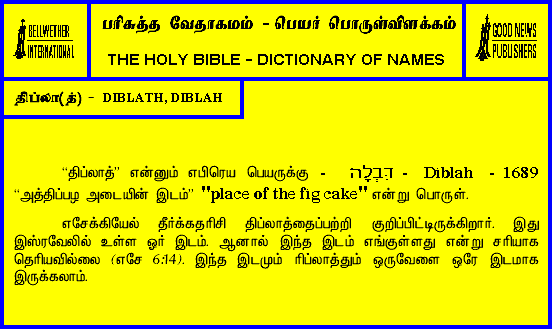 BELLWETHER
INTERNATIONAL
பரிசுத்த வேதாகமம் - பெயர் பொருள்விளக்கம்
THE HOLY BIBLE - DICTIONARY OF NAMES
GOOD NEWS
PUBLISHERS
திப்லா(த்) - DIBLATH, DIBLAH
“திப்லாத்” என்னும் எபிரெய பெயருக்கு - דִּבְלָה - Diblah - 1689
“அத்திப்பழ அடையின் இடம்” "place of the fig cake" என்று பொருள்.
எசேக்கியேல் தீர்க்கதரிசி திப்லாத்தைப்பற்றி குறிப்பிட்டிருக்கிறார். இது
இஸ்ரவேலில் உள்ள ஓர் இடம். ஆனால் இந்த இடம் எங்குள்ளது என்று சரியாக
தெரியவில்லை (எசே 6:14). இந்த இடமும் ரிப்லாத்தும் ஒருவேளை ஒரே இடமாக
இருக்கலாம்.